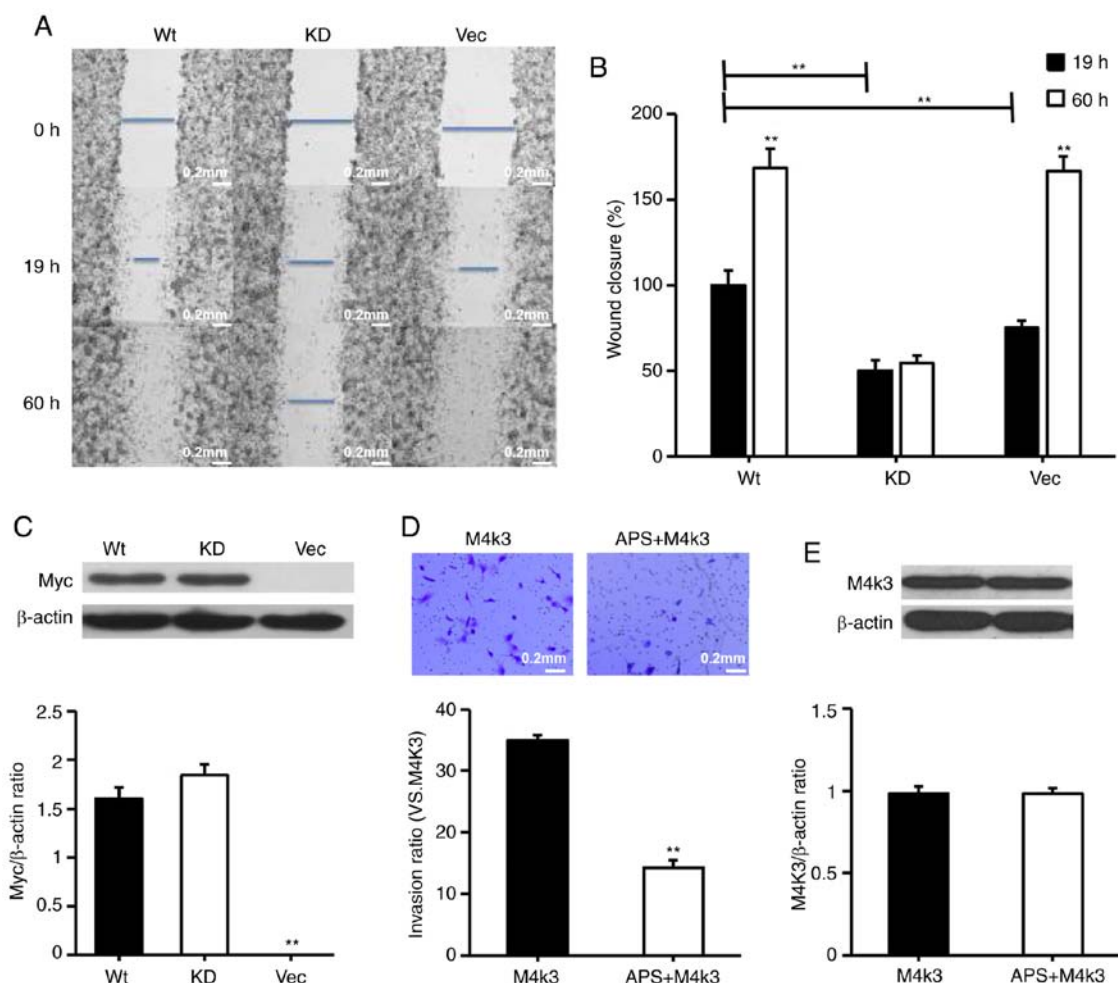 A
Wt KD Vec
0 h
0.2mm 0.2mm 0.2mm
19 h
0.2mm 0.2mm 0.2mm
60 h
0.2mm 0.2mm 0.2mm
B
19 h
60 h
**
**
** **
Wound closure (%)
200
150
100
50
0
Wt KD Vec
C
Wt KD Vec
Myc
β-actin
Myc/β-actin ratio
2.5
2
1.5
1
0.5
0
**
Wt KD Vec
D
M4k3 APS+M4k3
0.2mm 0.2mm
Invasion ratio (VS.M4K3)
40
30
20
10
0
**
M4k3 APS+M4k3
E
M4k3
β-actin
M4K3/β-actin ratio
1.5
1
0.5
0
M4k3 APS+M4k3